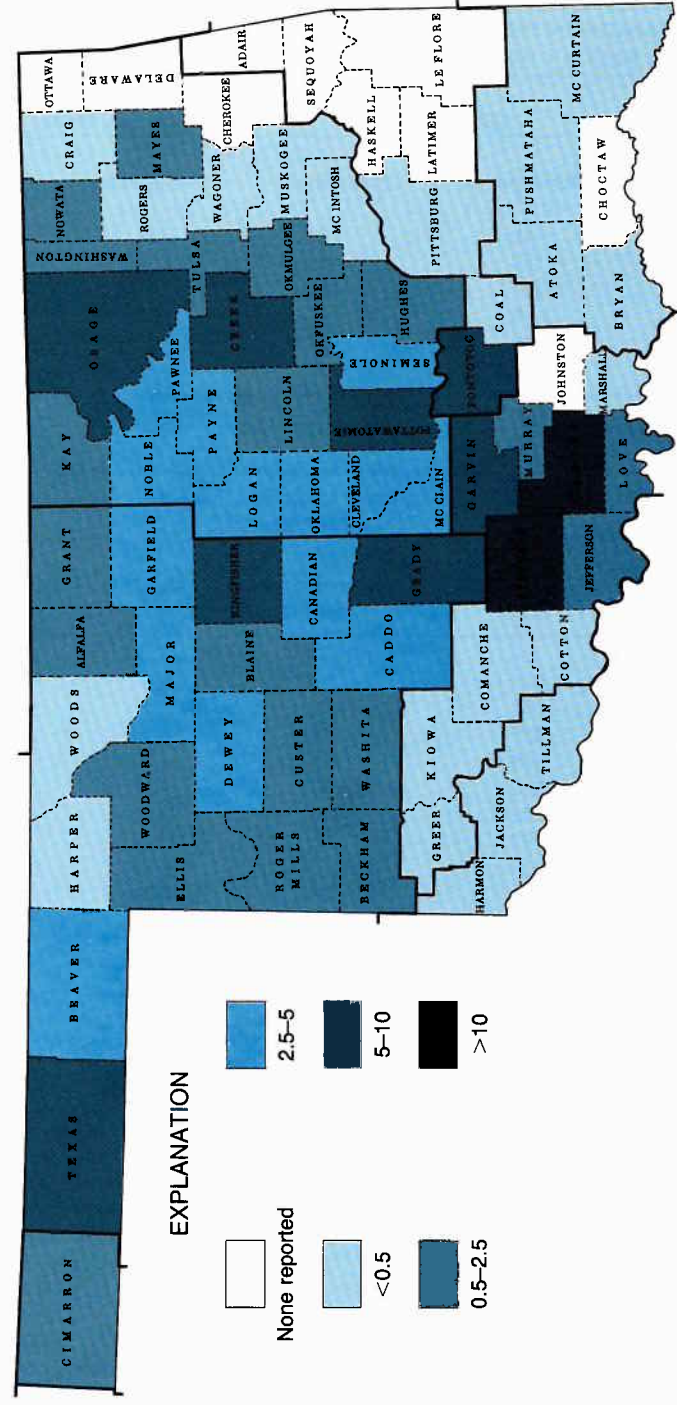 CIMARRON
TEXAS
BEAVER
HARPER
WOODS
ALFALFA
GRANT
KAY
OSAGE
WASHINGTON
NOWATA
CRAIG
OTTAWA
ELLIS
WOODWARD
MAJOR
GARFIELD
NOBLE
PAWNEE
TULSA
ROGERS
MAYES
DELAWARE
ROGER
MILLS
DEWEY
BLAINE
KINGFISHER
LOGAN
PAYNE
CREEK
WAGONER
CHEROKEE
ADAIR
BECKHAM
CUSTER
WASHITA
CADDO
CANADIAN
OKLAHOMA
LINCOLN
OKFUSKEE
OKMULGEE
MUSKOGEE
SEQUOYAH
HARMON
GREER
KIOWA
GRADY
CLEVELAND
MC CLAIN
POTTAWATOMIE
SEMINOLE
HUGHES
MC INTOSH
HASKELL
JACKSON
TILLMAN
COMANCHE
COTTON
GARVIN
PONTOTOC
COAL
PITTSBURG
LATIMER
LE FLORE
JEFFERSON
MURRAY
LOVE
JOHNSTON
MARSHALL
ATOKA
BRYAN
PUSHMATAHA
CHOCTAW
MC CURTAIN
EXPLANATION
None reported
<0.5
0.5–2.5
2.5–5
5–10
>10